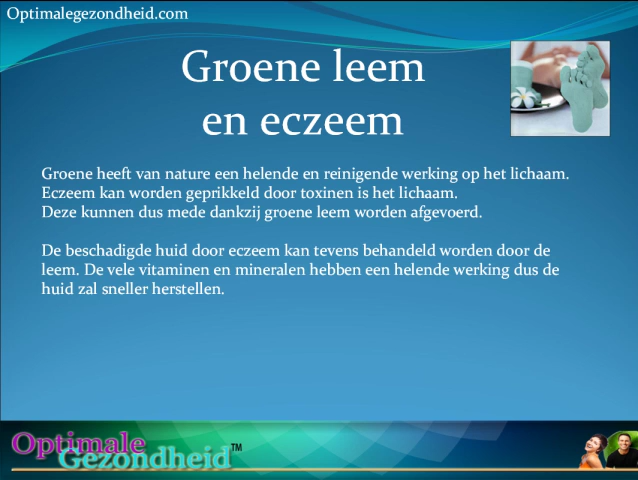 Optimalegezondheid.com
Groene leem
en eczeem
Groene heeft van nature een helende en reinigende werking op het lichaam.
Eczeem kan worden geprikkeld door toxinen is het lichaam.
Deze kunnen dus mede dankzij groene leem worden afgevoerd.
De beschadigde huid door eczeem kan tevens behandeld worden door de
leem. De vele vitaminen en mineralen hebben een helende werking dus de
huid zal sneller herstellen.
Optimale
Gezondheid™